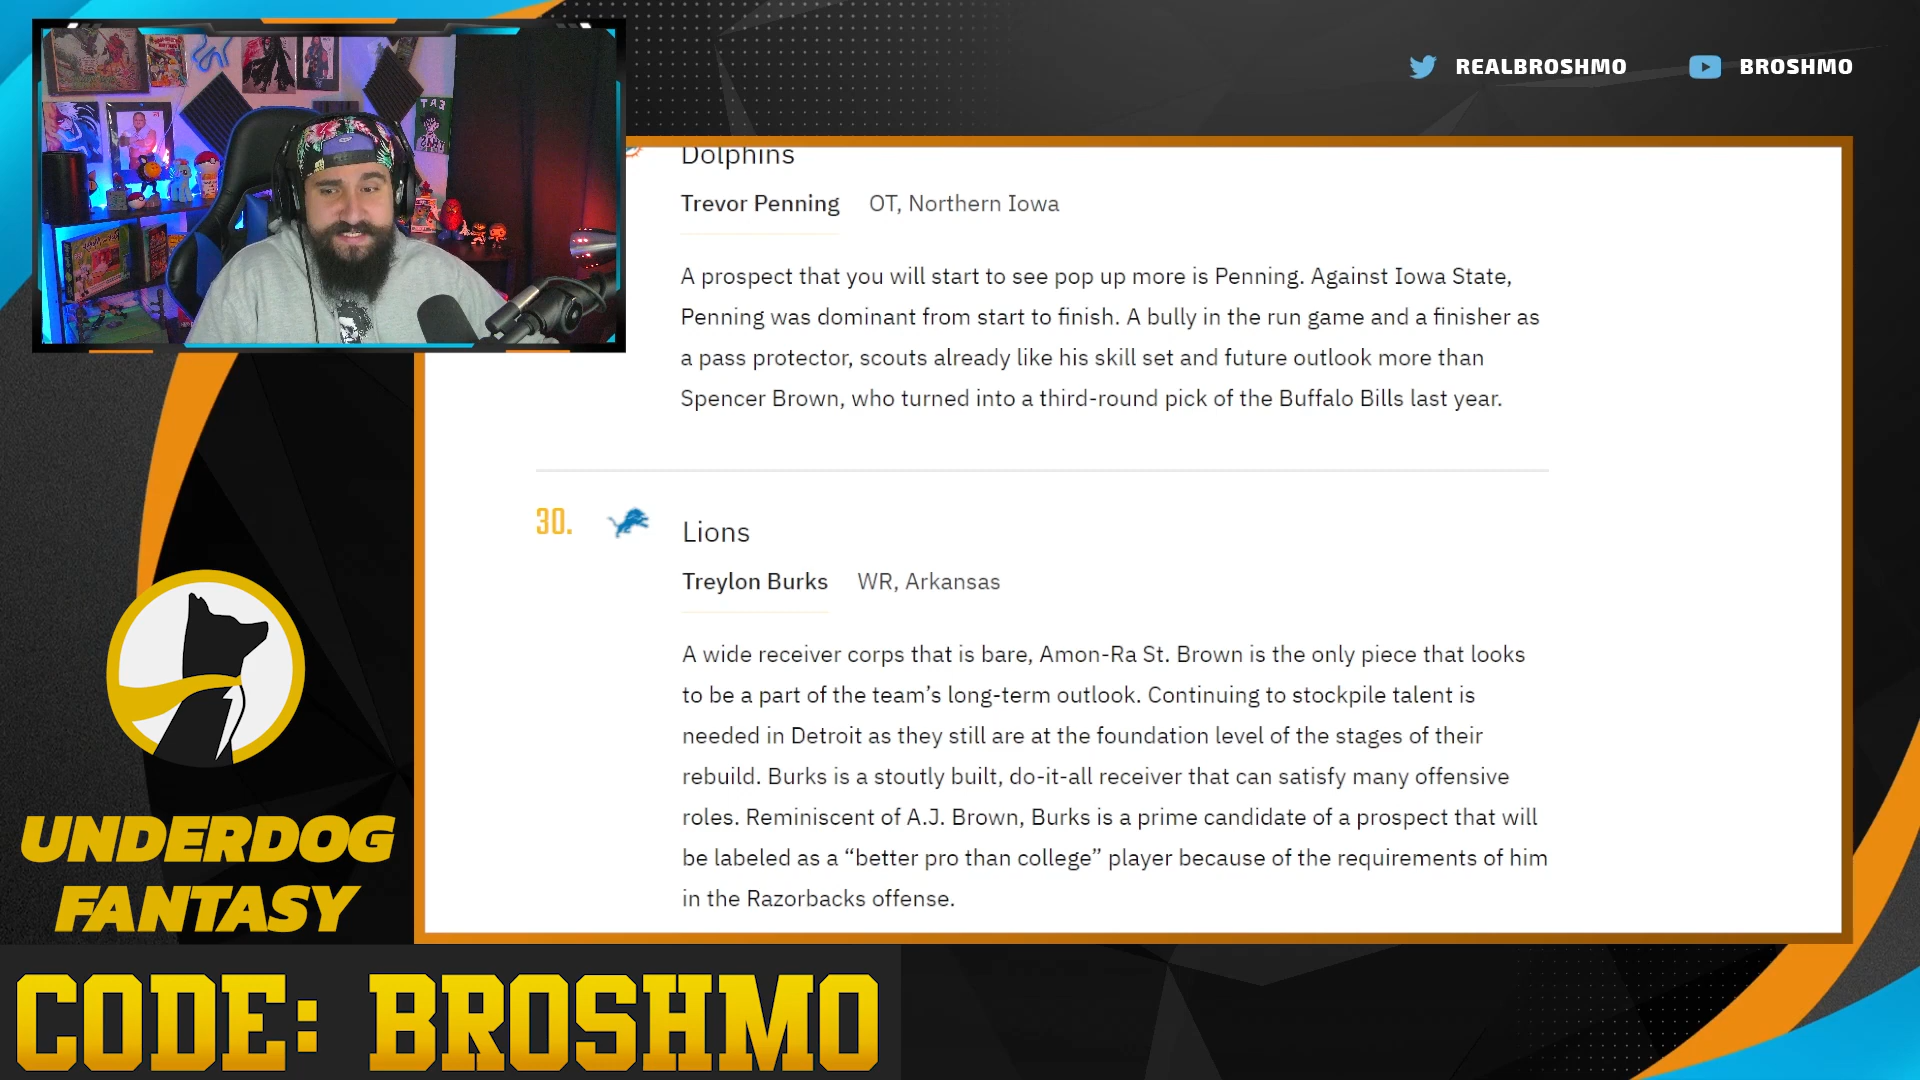 REALBROSHMO
BROSHMO
Dolphins
Trevor Penning OT, Northern Iowa
A prospect that you will start to see pop up more is Penning. Against Iowa State,
Penning was dominant from start to finish. A bully in the run game and a finisher as
a pass protector, scouts already like his skill set and future outlook more than
Spencer Brown, who turned into a third-round pick of the Buffalo Bills last year.
30. Lions
Treylon Burks WR, Arkansas
A wide receiver corps that is bare, Amon-Ra St. Brown is the only piece that looks
to be a part of the team’s long-term outlook. Continuing to stockpile talent is
needed in Detroit as they still are at the foundation level of the stages of their
rebuild. Burks is a stoutly built, do-it-all receiver that can satisfy many offensive
roles. Reminiscent of A.J. Brown, Burks is a prime candidate of a prospect that will
be labeled as a “better pro than college” player because of the requirements of him
in the Razorbacks offense.
UNDERDOG
FANTASY
CODE: BROSHMO